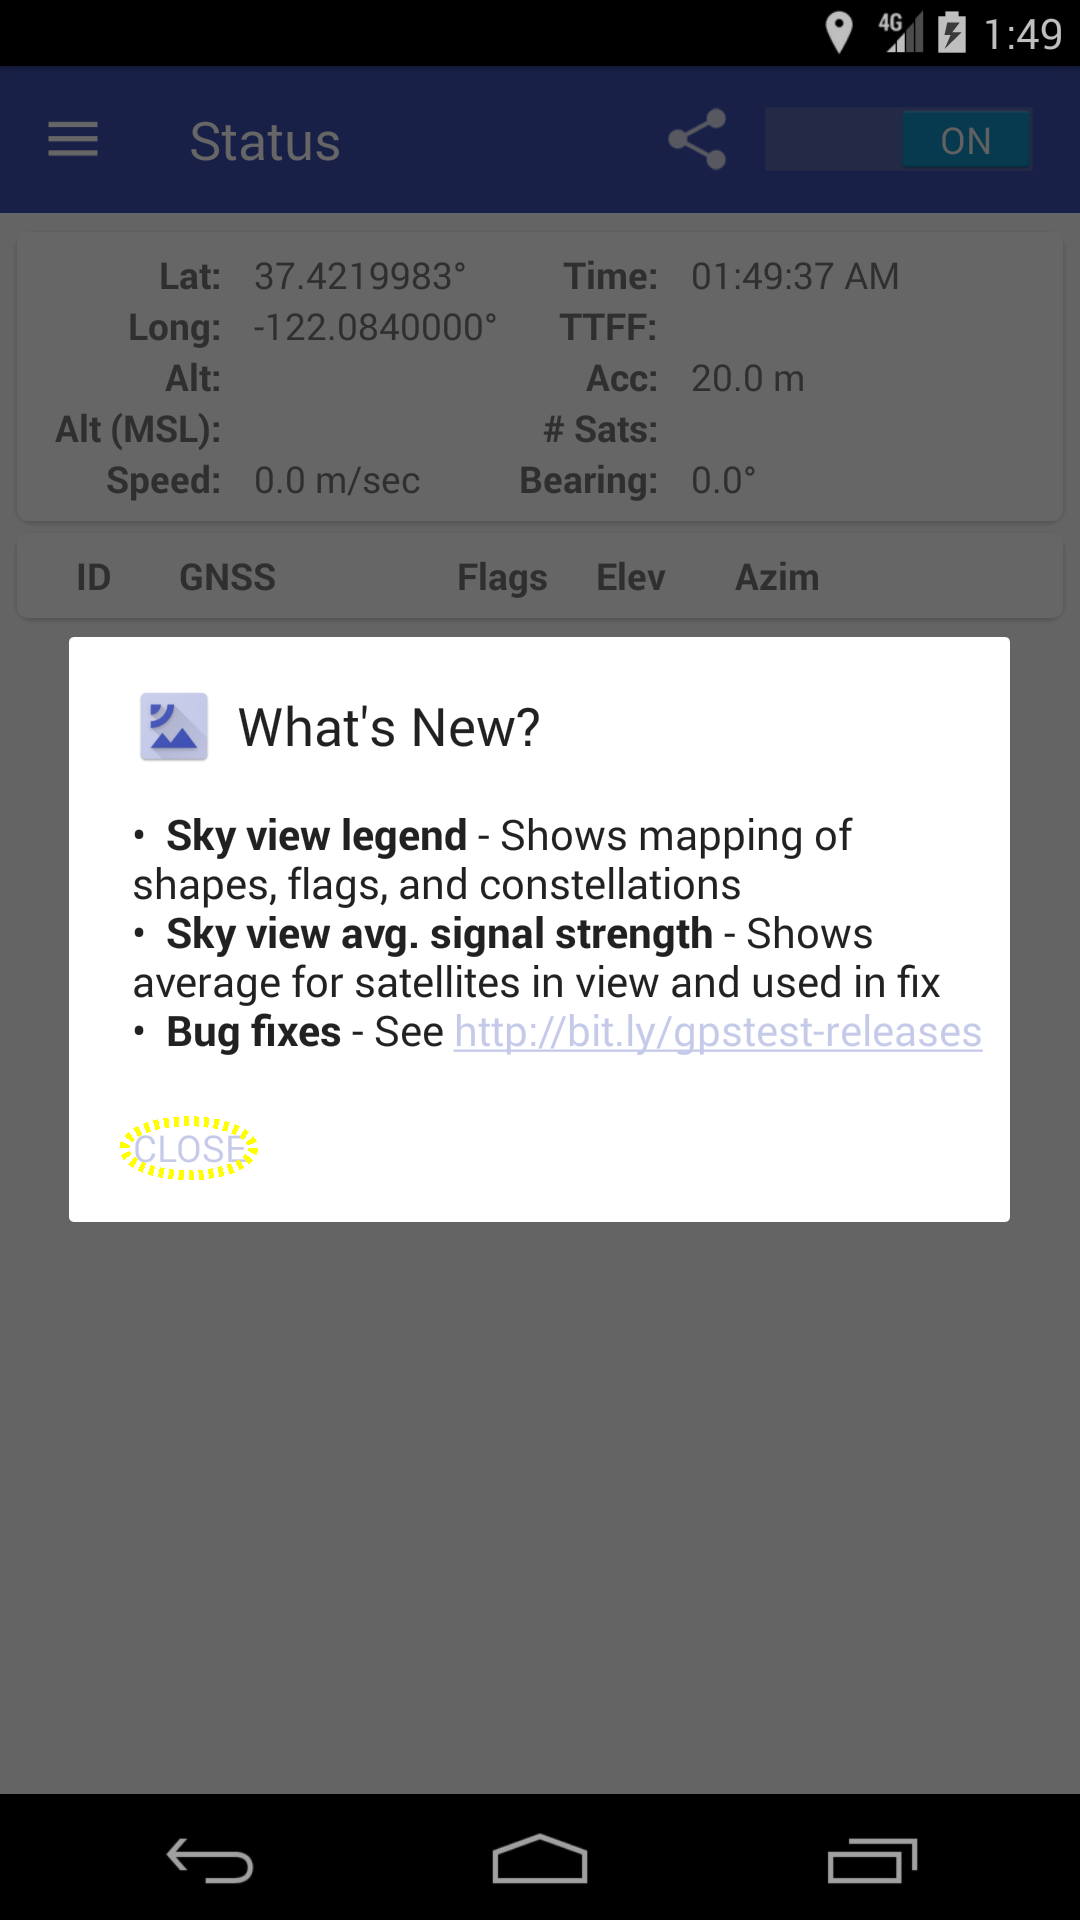 4G 1:49
Status ON
Lat: 37.4219983° Time: 01:49:37 AM
Long: -122.0840000° TTFF:
Alt: Acc: 20.0 m
Alt (MSL): # Sats:
Speed: 0.0 m/sec Bearing: 0.0°
ID GNSS Flags Elev Azim
What's New?
• Sky view legend - Shows mapping of
shapes, flags, and constellations
• Sky view avg. signal strength - Shows
average for satellites in view and used in fix
• Bug fixes - See http://bit.ly/gpstest-releases
CLOSE